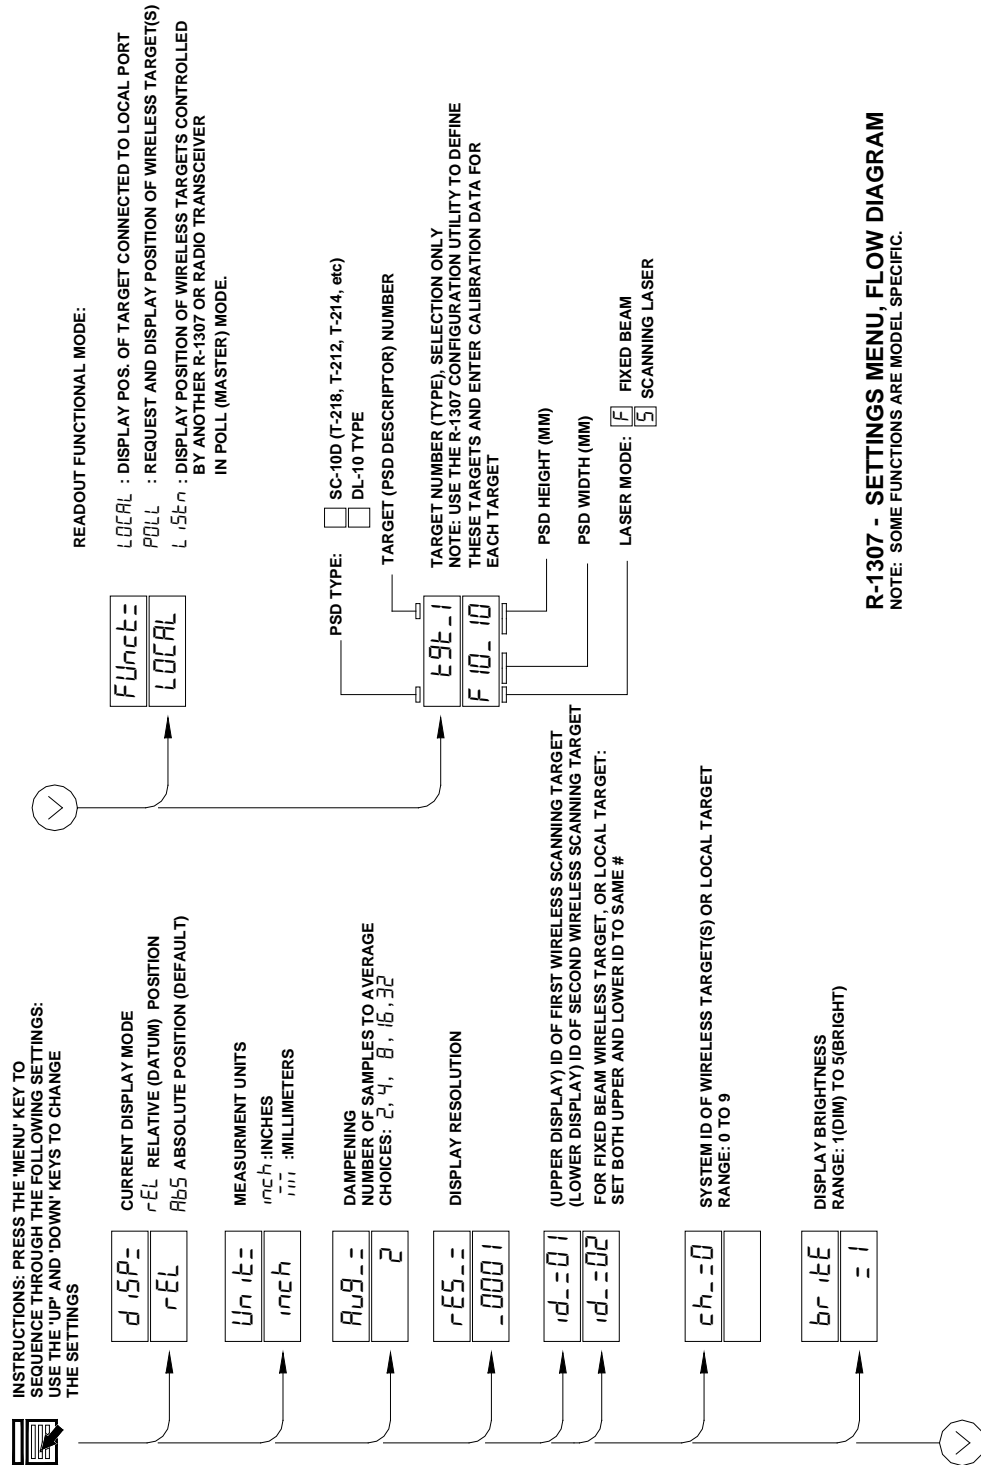 INSTRUCTIONS: PRESS THE 'MENU' KEY TO
SEQUENCE THROUGH THE FOLLOWING SETTINGS:
USE THE 'UP' AND 'DOWN' KEYS TO CHANGE
THE SETTINGS
diSP=
rEL
CURRENT DISPLAY MODE
rEL RELATIVE (DATUM) POSITION
AbS ABSOLUTE POSITION (DEFAULT)
Unit=
inch
MEASURMENT UNITS
inch :INCHES
:MILLIMETERS
Aug_=
2
DAMPENING
NUMBER OF SAMPLES TO AVERAGE
CHOICES: 2, 4, 8, 16, 32
rES_=
_0001
DISPLAY RESOLUTION
id_=01
id_=02
(UPPER DISPLAY) ID OF FIRST WIRELESS SCANNING TARGET
(LOWER DISPLAY) ID OF SECOND WIRELESS SCANNING TARGET
FOR FIXED BEAM WIRELESS TARGET, OR LOCAL TARGET:
SET BOTH UPPER AND LOWER ID TO SAME #
ch_=0
SYSTEM ID OF WIRELESS TARGET(S) OR LOCAL TARGET
RANGE: 0 TO 9
britE
= 1
DISPLAY BRIGHTNESS
RANGE: 1(DIM) TO 5(BRIGHT)
FUnct=
LOCAL
READOUT FUNCTIONAL MODE:
LOCAL : DISPLAY POS. OF TARGET CONNECTED TO LOCAL PORT
POLL : REQUEST AND DISPLAY POSITION OF WIRELESS TARGET(S)
LiStn : DISPLAY POSITION OF WIRELESS TARGETS CONTROLLED
BY ANOTHER R-1307 OR RADIO TRANSCEIVER
IN POLL (MASTER) MODE.
PSD TYPE:
SC-10D (T-218, T-212, T-214, etc)
DL-10 TYPE
TARGET (PSD DESCRIPTOR) NUMBER
tgt_1
F 10_ 10
TARGET NUMBER (TYPE), SELECTION ONLY
NOTE: USE THE R-1307 CONFIGURATION UTILITY TO DEFINE
THESE TARGETS AND ENTER CALIBRATION DATA FOR
EACH TARGET
PSD HEIGHT (MM)
PSD WIDTH (MM)
LASER MODE: F FIXED BEAM
S SCANNING LASER
R-1307 - SETTINGS MENU, FLOW DIAGRAM
NOTE: SOME FUNCTIONS ARE MODEL SPECIFIC.